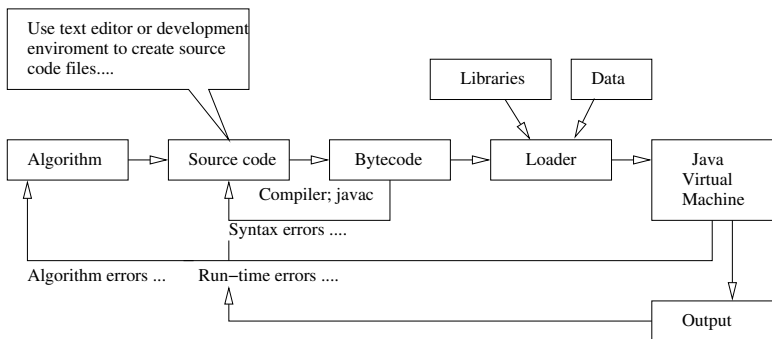 Use text editor or development
enviroment to create source
code files....
Libraries
Data
Algorithm
Source code
Bytecode
Loader
Java
Virtual
Machine
Compiler; javac
Syntax errors ....
Algorithm errors ...
Run-time errors ....
Output